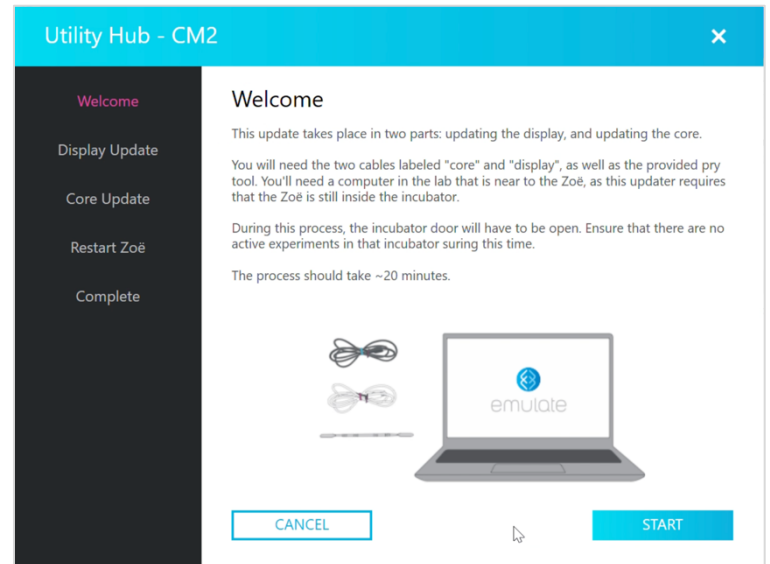 Utility Hub - CM2
Welcome
Display Update
Core Update
Restart Zoë
Complete
Welcome
This update takes place in two parts: updating the display, and updating the core.
You will need the two cables labeled "core" and "display", as well as the provided pry
tool. You'll need a computer in the lab that is near to the Zoë, as this updater requires
that the Zoë is still inside the incubator.
During this process, the incubator door will have to be open. Ensure that there are no
active experiments in that incubator suring this time.
The process should take ~20 minutes.
emulate
CANCEL
START